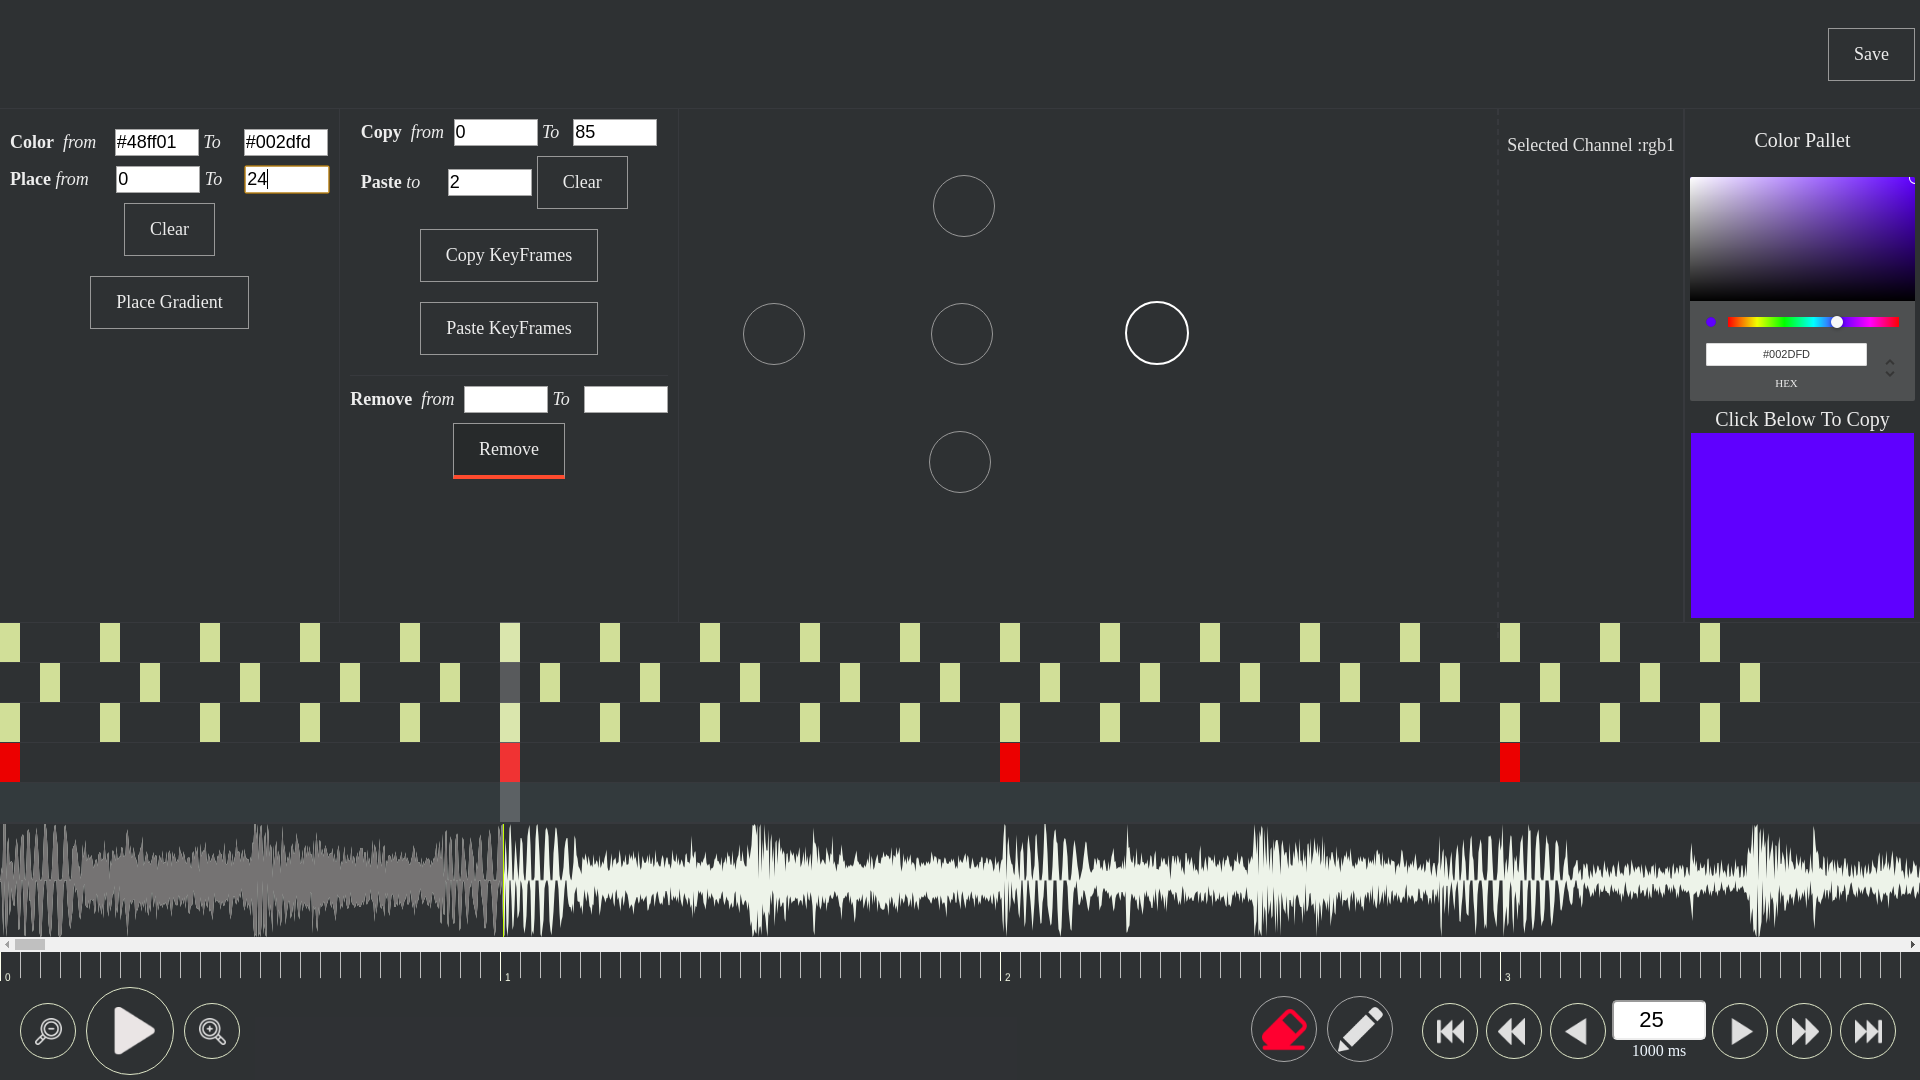 Save
Color from #48ff01 To #002dfd
Place from 0 To 24
Clear
Place Gradient
Copy from 0 To 85
Paste to 2 Clear
Copy KeyFrames
Paste KeyFrames
Remove from To
Remove
Selected Channel :rgb1
Color Pallet
#002DFD
HEX
Click Below To Copy
0 1 2 3
25
1000 ms